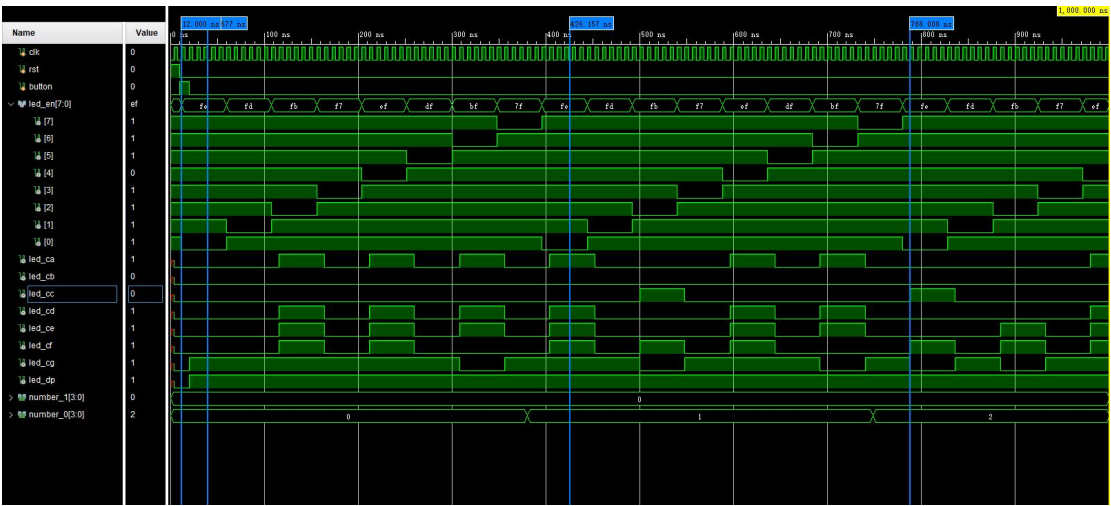 1,000.000 ns
12.000 ns 677 ns 426.157 ns 788.000 ns
Name Value 0 ns 100 ns 200 ns 300 ns 400 ns 500 ns 600 ns 700 ns 800 ns 900 ns
clk 0
rst 0
button 0
led_en[7:0] ef fe fd fb f7 ef df bf 7f fe fd fb f7 ef df bf 7f fe fd fb f7 ef
[7] 1
[6] 1
[5] 1
[4] 0
[3] 1
[2] 1
[1] 1
[0] 1
led_ca 1
led_cb 0
led_cc 0
led_cd 1
led_ce 1
led_cf 1
led_cg 1
led_dp 1
number_1[3:0] 0 0
number_0[3:0] 2 0 1 2